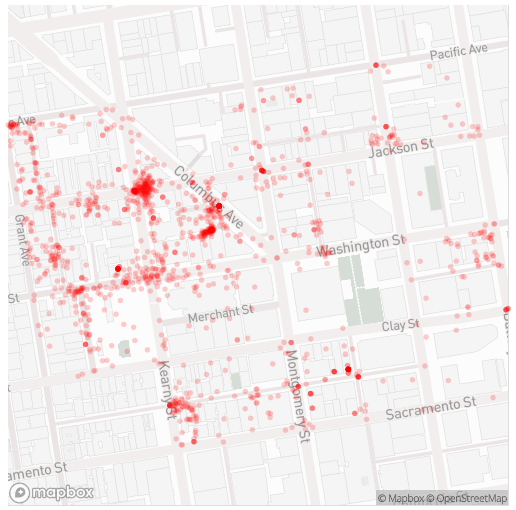 Pacific Ave
Ave
Jackson St
Columbus Ave
Grant Ave
Washington St
St
Merchant St
Clay St
Kearny St
Montgomery St
Sacramento St
amento St
mapbox
© Mapbox © OpenStreetMap